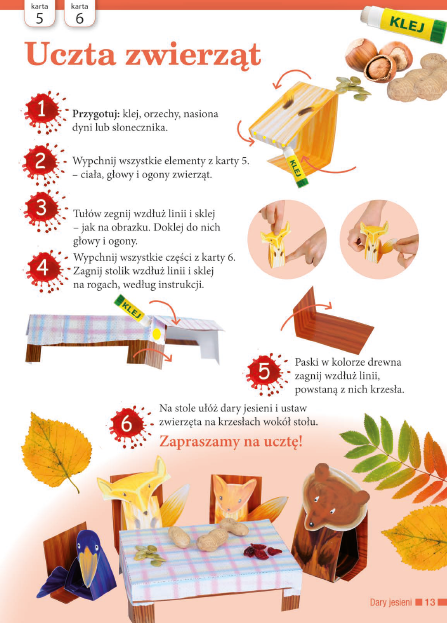 karta
5
karta
6
KLEJ
Uczta zwierząt
1
Przygotuj: klej, orzechy, nasiona
dyni lub słonecznika.
KLEJ
2
Wypchnij wszystkie elementy z karty 5.
– ciała, głowy i ogony zwierząt.
3
Tułów zegnij wzdłuż linii i sklej
– jak na obrazku. Doklej do nich
głowy i ogony.
4
Wypchnij wszystkie części z karty 6.
Zagnij stolik wzdłuż linii i sklej
na rogach, według instrukcji.
KLEJ
5
Paski w kolorze drewna
zagnij wzdłuż linii,
powstaną z nich krzesła.
6
Na stole ułóż dary jesieni i ustaw
zwierzęta na krzesłach wokół stołu.
Zapraszamy na ucztę!
Dary jesieni 13